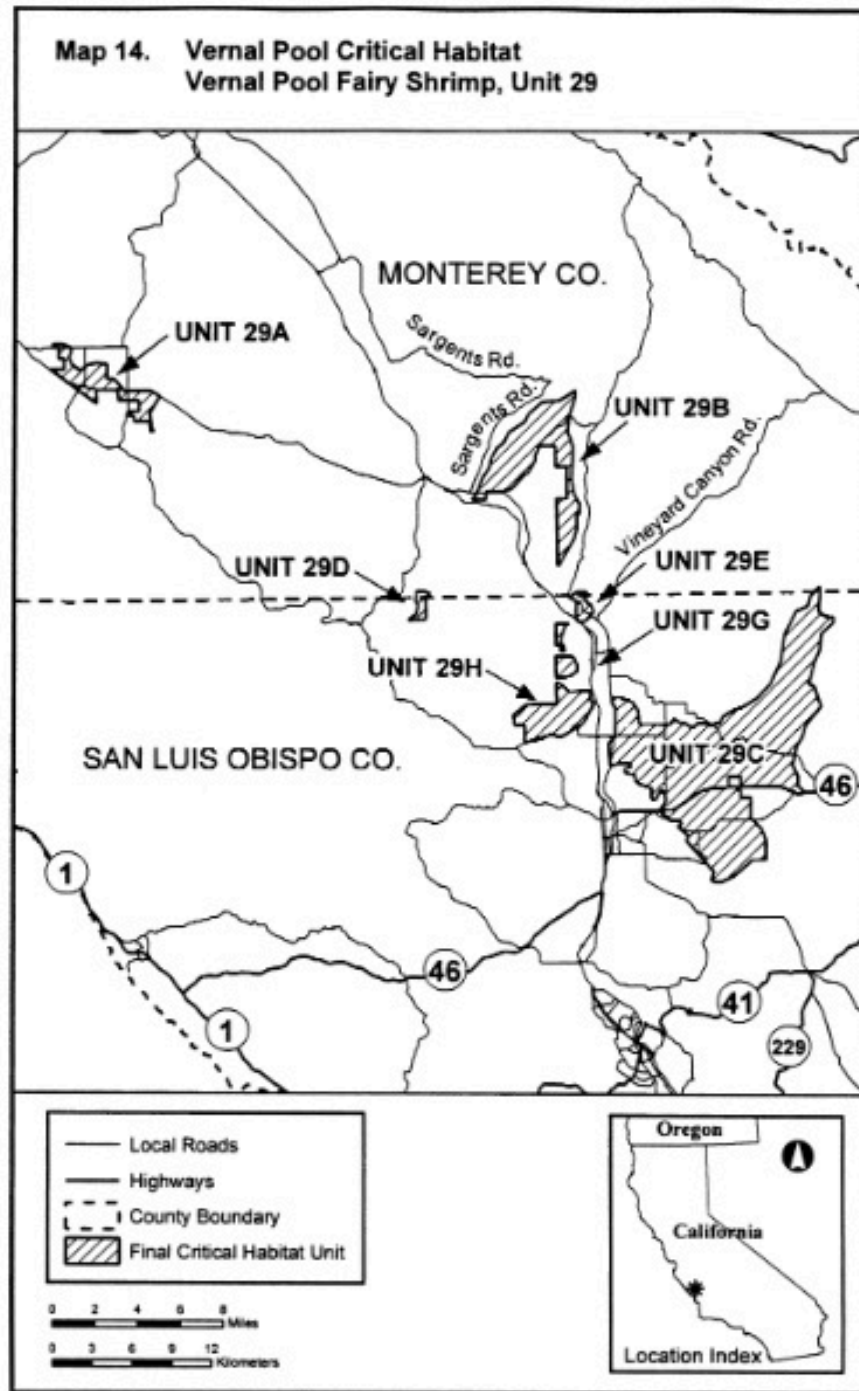 Map 14. Vernal Pool Critical Habitat
Vernal Pool Fairy Shrimp, Unit 29
MONTEREY CO.
UNIT 29A
Sargents Rd.
Sargents Rd.
UNIT 29B
Vineyard Canyon Rd.
UNIT 29D
UNIT 29E
UNIT 29G
UNIT 29H
SAN LUIS OBISPO CO.
UNIT 29C
46
1
46
41
1
229
Local Roads
Highways
County Boundary
Final Critical Habitat Unit
0 2 4 6 8
Miles
0 3 6 9 12
Kilometers
Oregon
California
Location Index